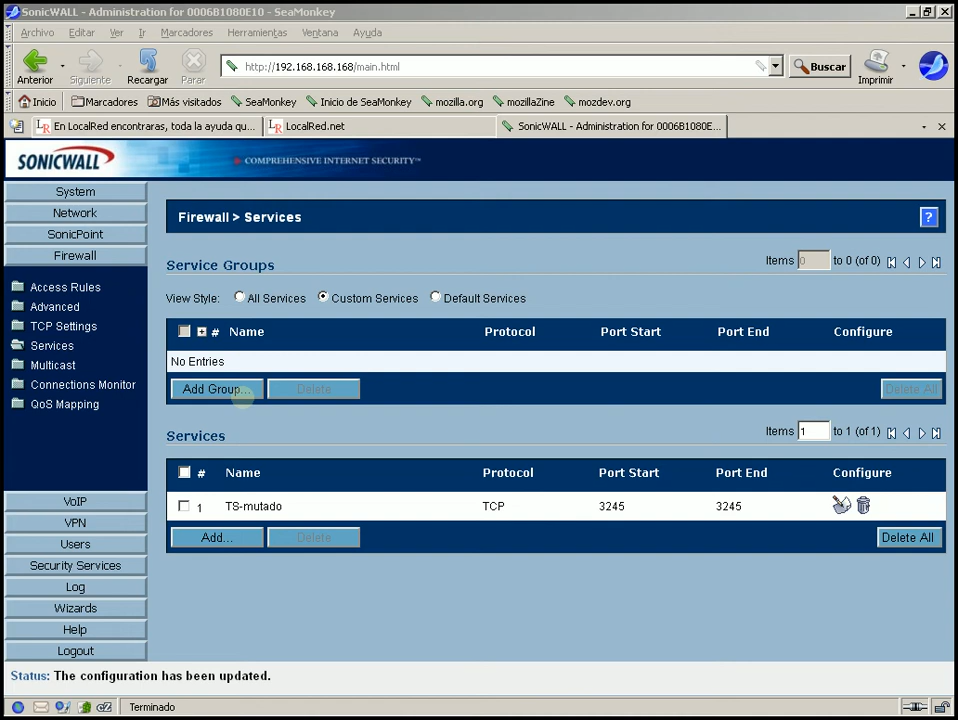 SonicWALL - Administration for 0006B1080E10 - SeaMonkey
Archivo Editar Ver Ir Marcadores Herramientas Ventana Ayuda
Anterior Siguiente Recargar Parar http://192.168.168.168/main.html Buscar Imprimir
Inicio Marcadores Más visitados SeaMonkey Inicio de SeaMonkey mozilla.org mozillaZine mozdev.org
En LocalRed encontraras, toda la ayuda qu... LocalRed.net SonicWALL - Administration for 0006B1080E...
SONICWALL COMPREHENSIVE INTERNET SECURITY™
System
Network
SonicPoint
Firewall
Access Rules
Advanced
TCP Settings
Services
Multicast
Connections Monitor
QoS Mapping
VoIP
VPN
Users
Security Services
Log
Wizards
Help
Logout
Firewall > Services ?
Service Groups Items 0 to 0 (of 0)
View Style: All Services Custom Services Default Services
# Name Protocol Port Start Port End Configure
No Entries
Add Group... Delete Delete All
Services Items 1 to 1 (of 1)
# Name Protocol Port Start Port End Configure
1 TS-mutado TCP 3245 3245
Add... Delete Delete All
Status: The configuration has been updated.
Terminado